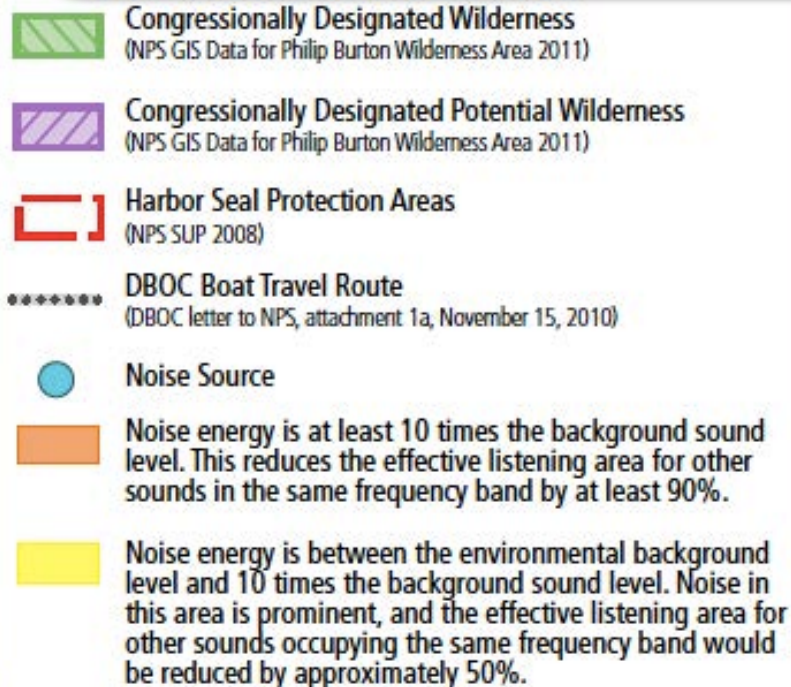 Congressionally Designated Wilderness
(NPS GIS Data for Philip Burton Wilderness Area 2011)
Congressionally Designated Potential Wilderness
(NPS GIS Data for Philip Burton Wilderness Area 2011)
Harbor Seal Protection Areas
(NPS SUP 2008)
DBOC Boat Travel Route
(DBOC letter to NPS, attachment 1a, November 15, 2010)
Noise Source
Noise energy is at least 10 times the background sound
level. This reduces the effective listening area for other
sounds in the same frequency band by at least 90%.
Noise energy is between the environmental background
level and 10 times the background sound level. Noise in
this area is prominent, and the effective listening area for
other sounds occupying the same frequency band would
be reduced by approximately 50%.